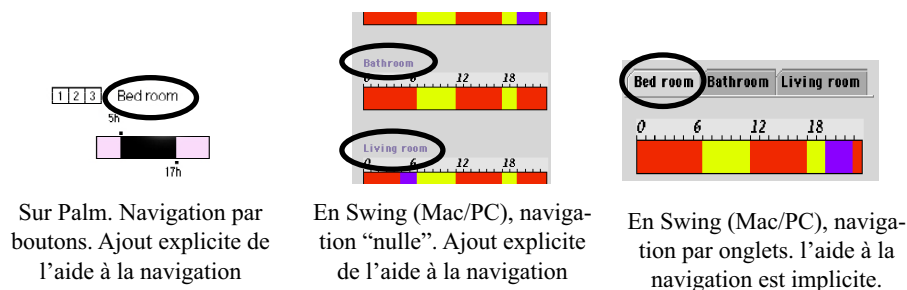 1 2 3 Bed room
5h
17h
Sur Palm. Navigation par
boutons. Ajout explicite de
l'aide à la navigation
Bathroom
0 6 12 18
Living room
0 6 12 18
En Swing (Mac/PC), naviga-
tion “nulle”. Ajout explicite
de l'aide à la navigation
Bed room Bathroom Living room
0 6 12 18
En Swing (Mac/PC), naviga-
tion par onglets. l'aide à la
navigation est implicite.